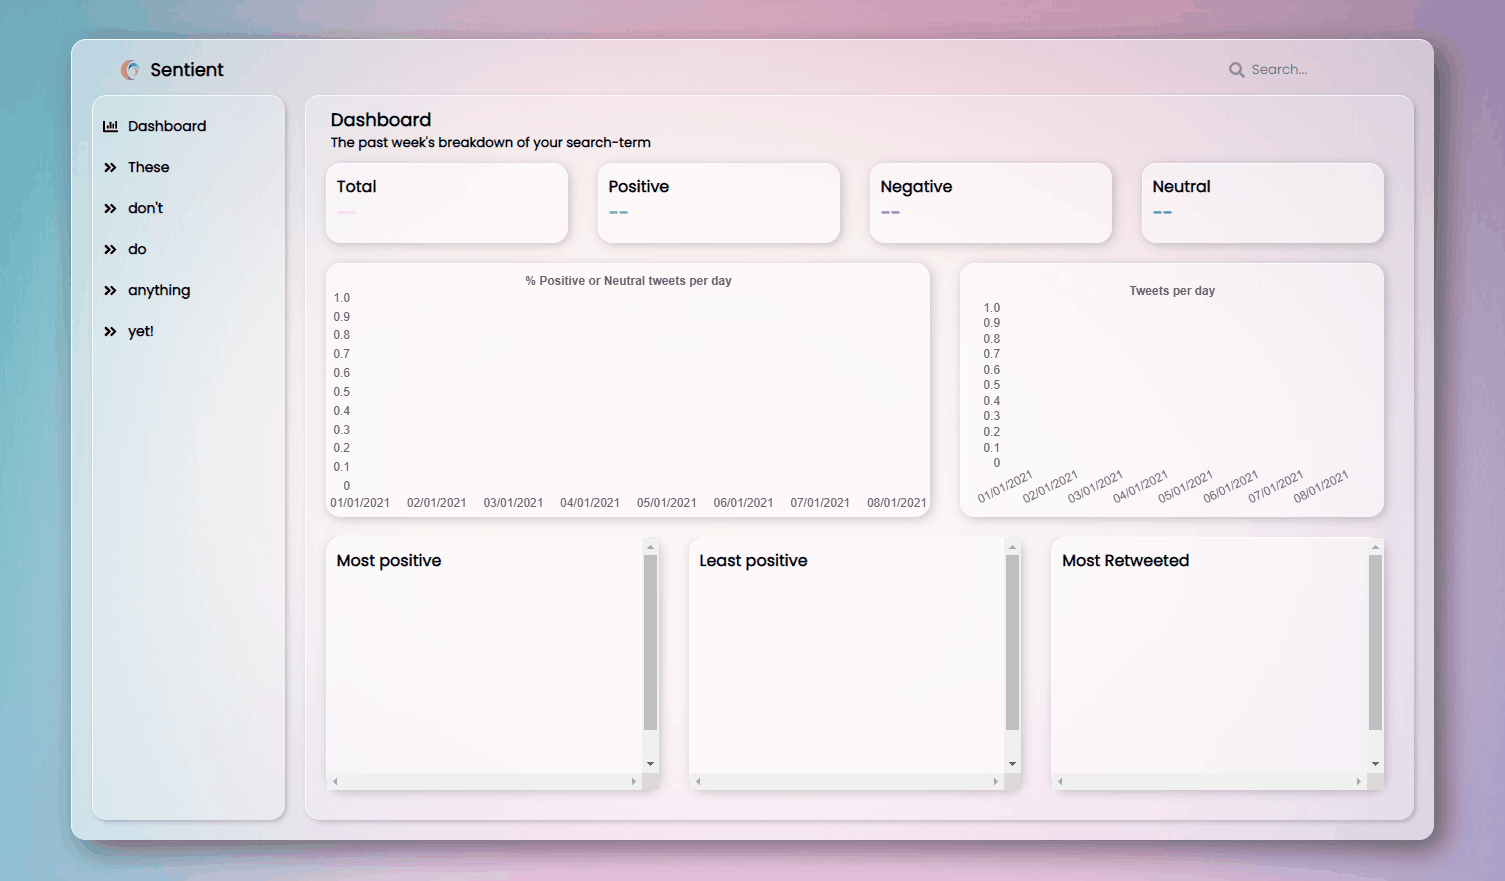 Sentient
Search...
Dashboard
These
don't
do
anything
yet!
Dashboard
The past week's breakdown of your search-term
Total
--
Positive
--
Negative
--
Neutral
--
% Positive or Neutral tweets per day
1.0
0.9
0.8
0.7
0.6
0.5
0.4
0.3
0.2
0.1
0
01/01/2021 02/01/2021 03/01/2021 04/01/2021 05/01/2021 06/01/2021 07/01/2021 08/01/2021
Tweets per day
1.0
0.9
0.8
0.7
0.6
0.5
0.4
0.3
0.2
0.1
0
01/01/2021 02/01/2021 03/01/2021 04/01/2021 05/01/2021 06/01/2021 07/01/2021 08/01/2021
Most positive
Least positive
Most Retweeted